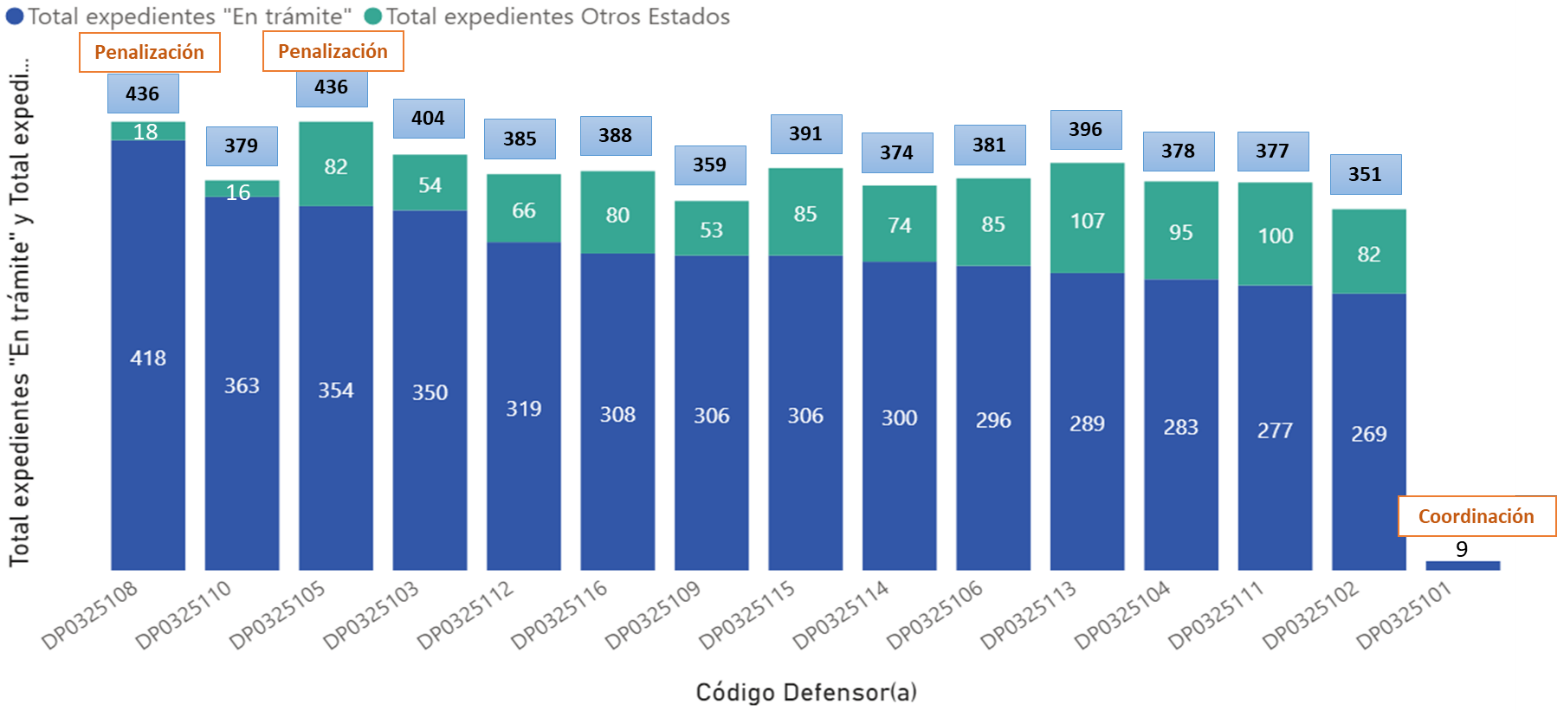 Total expedientes "En trámite" Total expedientes Otros Estados
Penalización Penalización
Total expedientes "En trámite" y Total expedi...
436 379 436 404 385 388 359 391 374 381 396 378 377 351
18 16 82 54 66 80 53 85 74 85 107 95 100 82
418 363 354 350 319 308 306 306 300 296 289 283 277 269
Coordinación
9
DP0325108 DP0325110 DP0325105 DP0325103 DP0325112 DP0325116 DP0325109 DP0325115 DP0325114 DP0325106 DP0325113 DP0325104 DP0325111 DP0325102 DP0325101
Código Defensor(a)